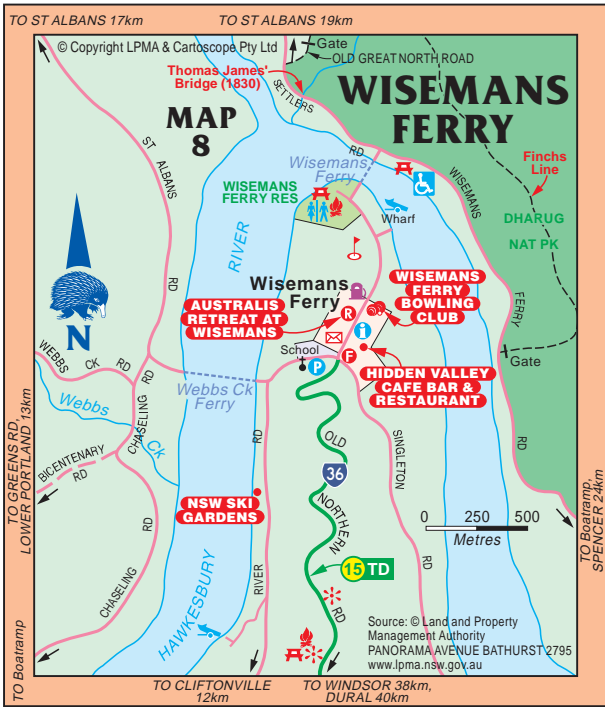 TO ST ALBANS 17km
TO ST ALBANS 19km
© Copyright LPMA & Cartoscope Pty Ltd
Gate
OLD GREAT NORTH ROAD
Thomas James'
Bridge (1830)
SETTLERS
RD
WISEMANS
FERRY
MAP
8
ST ALBANS
RD
Wisemans
Ferry
WISEMANS
FERRY RES
Finchs
Line
WISEMANS
FERRY
RD
DHARUG
NAT PK
Wharf
RIVER
N
Wisemans
Ferry
WISEMANS
FERRY
BOWLING
CLUB
AUSTRALIS
RETREAT AT
WISEMANS
R
i
School
P
F
HIDDEN VALLEY
CAFE BAR &
RESTAURANT
Gate
WEBBS CK RD
Webbs Ck
Ferry
Webbs
Ck
CHASELING
RD
BICENTENARY
RD
CHASELING
RD
OLD
36
NORTHERN
RD
SINGLETON
RD
NSW SKI
GARDENS
RIVER
RD
HAWKESBURY
0 250 500
Metres
15 TD
Source: © Land and Property
Management Authority
PANORAMA AVENUE BATHURST 2795
www.lpma.nsw.gov.au
TO GREENS RD,
LOWER PORTLAND 13km
TO Boatramp
TO Boatramp,
SPENCER 24km
TO CLIFTONVILLE
12km
TO WINDSOR 38km,
DURAL 40km